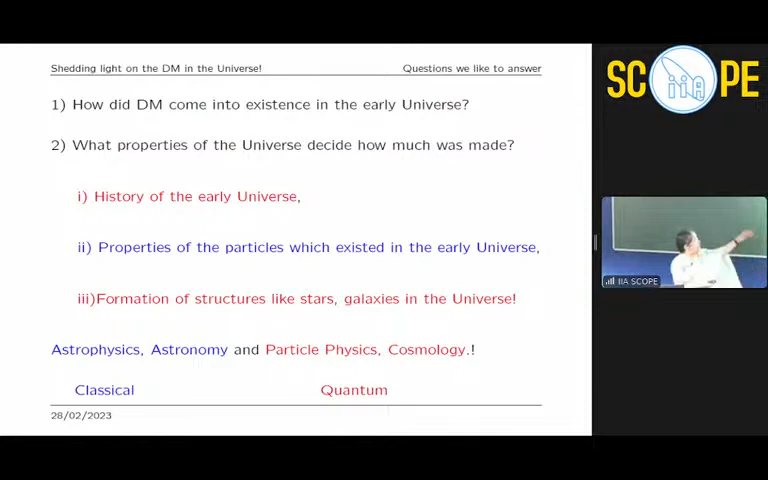 Shedding light on the DM in the Universe! Questions we like to answer
1) How did DM come into existence in the early Universe?
2) What properties of the Universe decide how much was made?
i) History of the early Universe,
ii) Properties of the particles which existed in the early Universe,
iii)Formation of structures like stars, galaxies in the Universe!
Astrophysics, Astronomy and Particle Physics, Cosmology.!
Classical Quantum
28/02/2023
SC iiA PE
IIA SCOPE